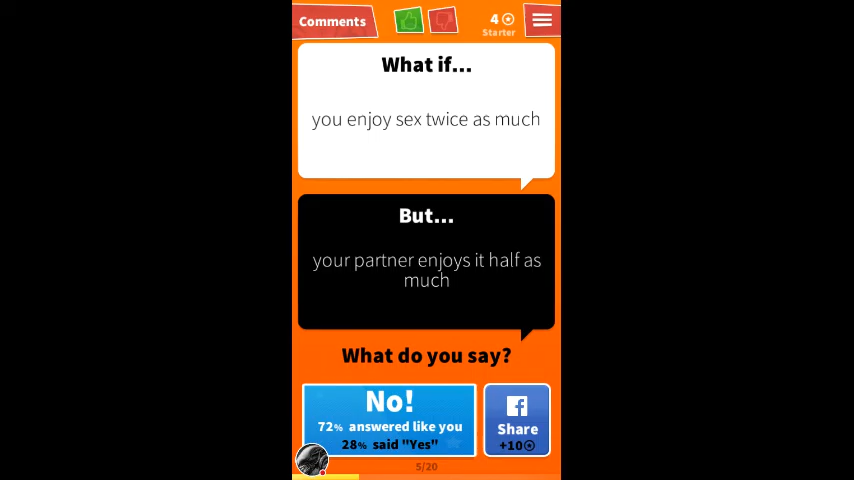 Comments
4
Starter
What if...
you enjoy sex twice as much
But...
your partner enjoys it half as
much
What do you say?
No!
72% answered like you
28% said "Yes"
Share
+10
5/20